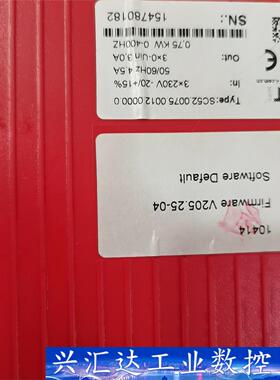 10414
Firmware V205.25-04
Software Default
Type: SC52.0075 0012.0000.0
In: 3×230V -20/+15%
50/60Hz 4.5A
Out: 3×0-Uin 3.0A
0.75 KW 0-400HZ
SN.: 154780182
兴汇达工业数控